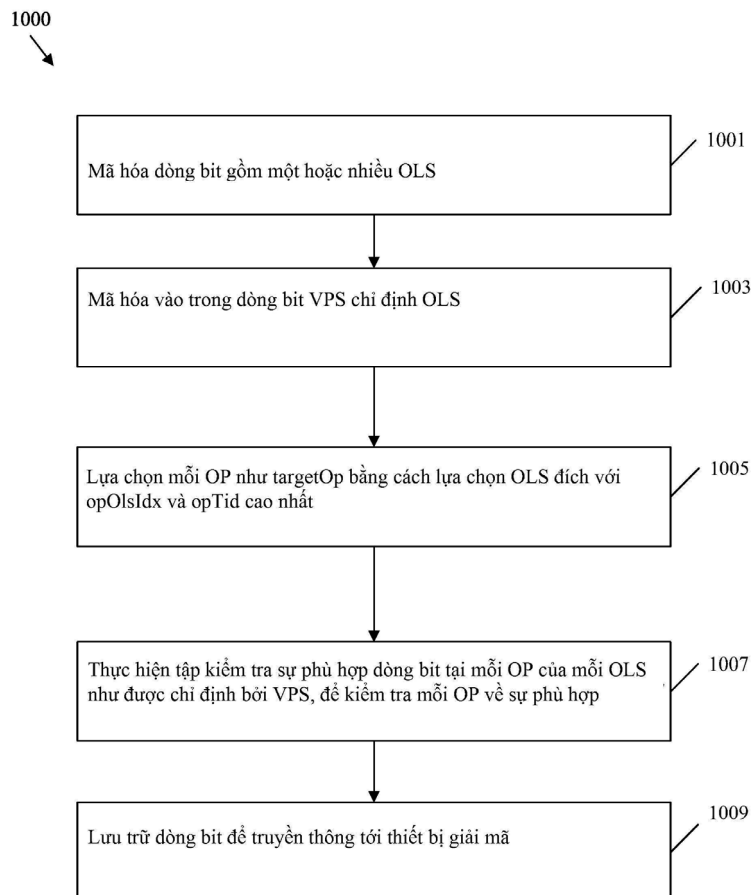 1000
1001
Mã hóa dòng bit gồm một hoặc nhiều OLS
1003
Mã hóa vào trong dòng bit VPS chỉ định OLS
1005
Lựa chọn mỗi OP như targetOp bằng cách lựa chọn OLS đích với
opOlsIdx và opTid cao nhất
1007
Thực hiện tập kiểm tra sự phù hợp dòng bit tại mỗi OP của mỗi OLS
như được chỉ định bởi VPS, để kiểm tra mỗi OP về sự phù hợp
1009
Lưu trữ dòng bit để truyền thông tới thiết bị giải mã